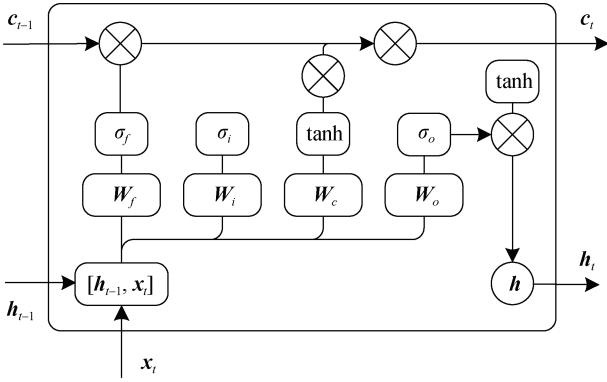 c_{t-1} c_t
tanh
σ_f σ_i tanh σ_o
W_f W_i W_c W_o
[h_{t-1}, x_t] h h_t
h_{t-1}
x_t